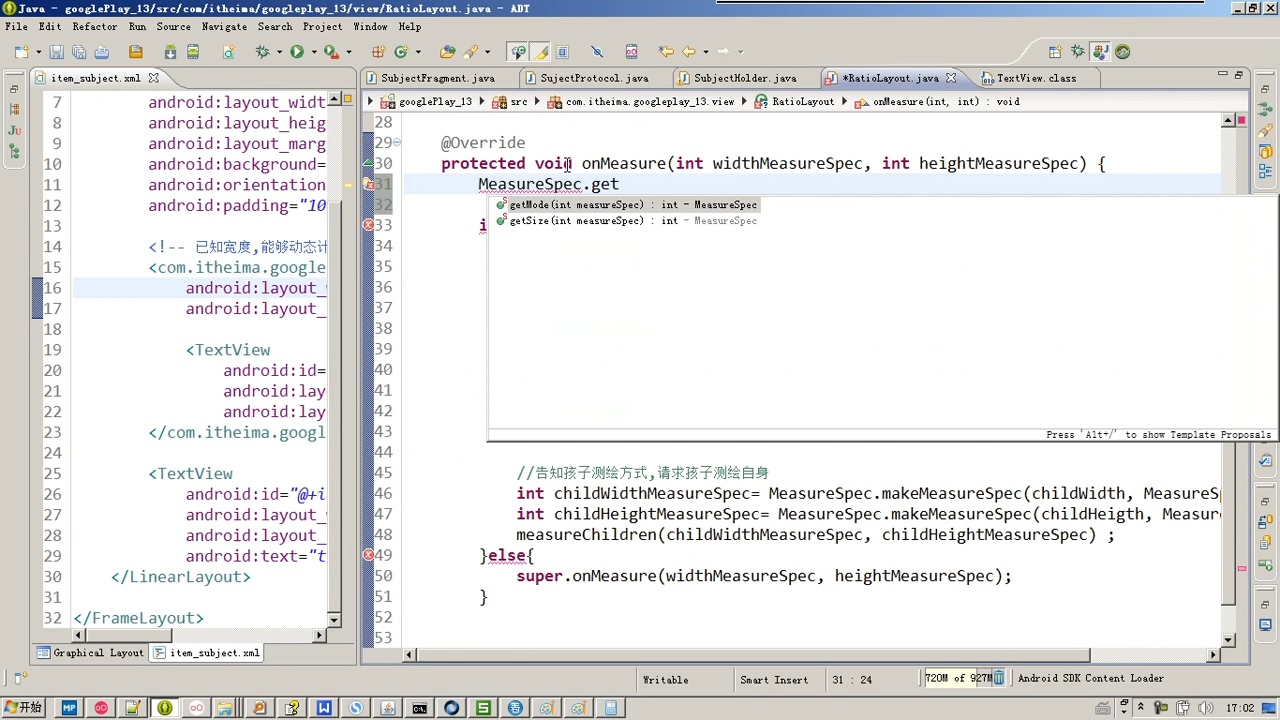 Java - googlePlay_13/src/com/itheima/googleplay_13/view/RatioLayout.java - ADT
File Edit Refactor Run Source Navigate Search Project Window Help
item_subject.xml
SubjectFragment.java SujectProtocol.java SubjectHolder.java *RatioLayout.java TextView.class
googlePlay_13 src com.itheima.googleplay_13.view RatioLayout onMeasure(int, int) : void
7 android:layout_widt
8 android:layout_heig
9 android:layout_marg
10 android:background=
11 android:orientation
12 android:padding="10
13
14 <!-- 已知宽度,能够动态计
15 <com.itheima.google
16 android:layout_
17 android:layout_
18
19 <TextView
20 android:id=
21 android:lay
22 android:lay
23 </com.itheima.googl
24
25 <TextView
26 android:id="@+i
27 android:layout_
28 android:layout_
29 android:text="t
30 </LinearLayout>
31
32 </FrameLayout>
Graphical Layout item_subject.xml
28
29 @Override
30 protected void onMeasure(int widthMeasureSpec, int heightMeasureSpec) {
31 MeasureSpec.get
32
33 i
34
35
36
37
38
39
40
41
42
43
44
45 //告知孩子测绘方式,请求孩子测绘自身
46 int childWidthMeasureSpec= MeasureSpec.makeMeasureSpec(childWidth, MeasureSp
47 int childHeightMeasureSpec= MeasureSpec.makeMeasureSpec(childHeigth, Measure
48 measureChildren(childWidthMeasureSpec, childHeightMeasureSpec) ;
49 }else{
50 super.onMeasure(widthMeasureSpec, heightMeasureSpec);
51 }
52
53
getMode(int measureSpec) : int - MeasureSpec
getSize(int measureSpec) : int - MeasureSpec
Press 'Alt+/' to show Template Proposals
Writable Smart Insert 31 : 24 720M of 927M Android SDK Content Loader
开始 17:02